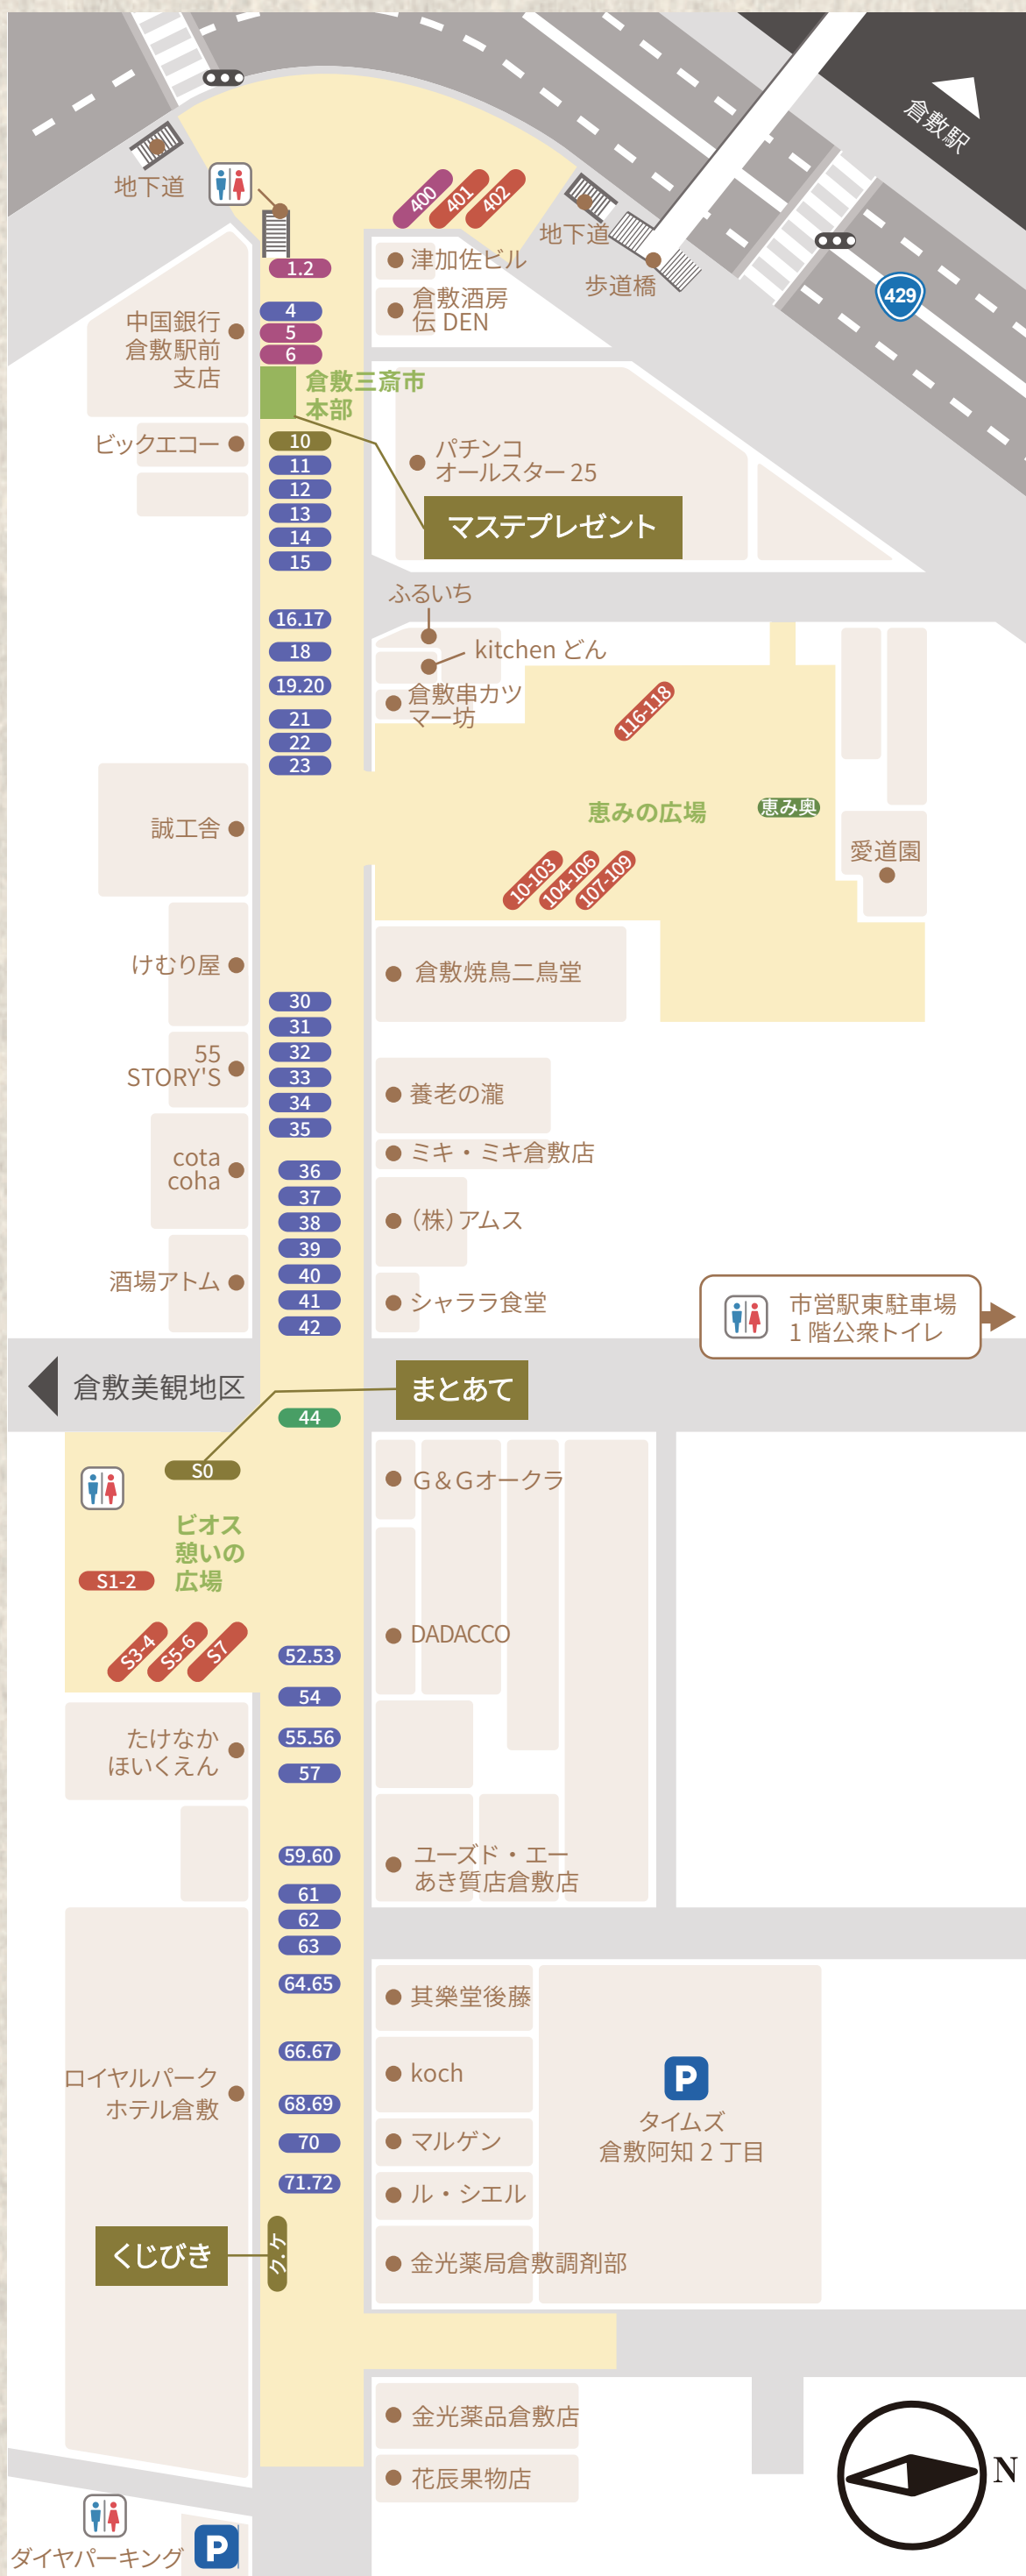 倉敷駅
地下道
400
401
402
地下道
歩道橋
429
1.2
津加佐ビル
倉敷酒房
伝 DEN
4
5
6
中国銀行
倉敷駅前
支店
倉敷三斎市
本部
ビックエコー
10
11
12
13
14
15
パチンコ
オールスター 25
マステプレゼント
ふるいち
16.17
kitchen どん
18
19.20
倉敷串カツ
マー坊
116-118
21
22
23
恵みの広場
恵み奥
誠工舎
愛道園
10-103
104-106
107-109
けむり屋
倉敷焼鳥二鳥堂
30
31
32
33
34
35
55
STORY'S
養老の瀧
ミキ・ミキ倉敷店
cota
coha
36
37
38
39
40
41
42
(株)アムス
酒場アトム
シャララ食堂
市営駅東駐車場
1 階公衆トイレ
倉敷美観地区
まとあて
44
S0
G&Gオークラ
ビオス
憩いの
広場
S1-2
S3-4
S5-6
S7
DADACCO
52.53
54
55.56
57
たけなか
ほいくえん
59.60
ユーズド・エー
あき質店倉敷店
61
62
63
64.65
其樂堂後藤
66.67
koch
ロイヤルパーク
ホテル倉敷
68.69
70
71.72
マルゲン
ル・シエル
P
タイムズ
倉敷阿知 2 丁目
くじびき
ク.ケ
金光薬局倉敷調剤部
金光薬品倉敷店
花辰果物店
N
ダイヤパーキング
P